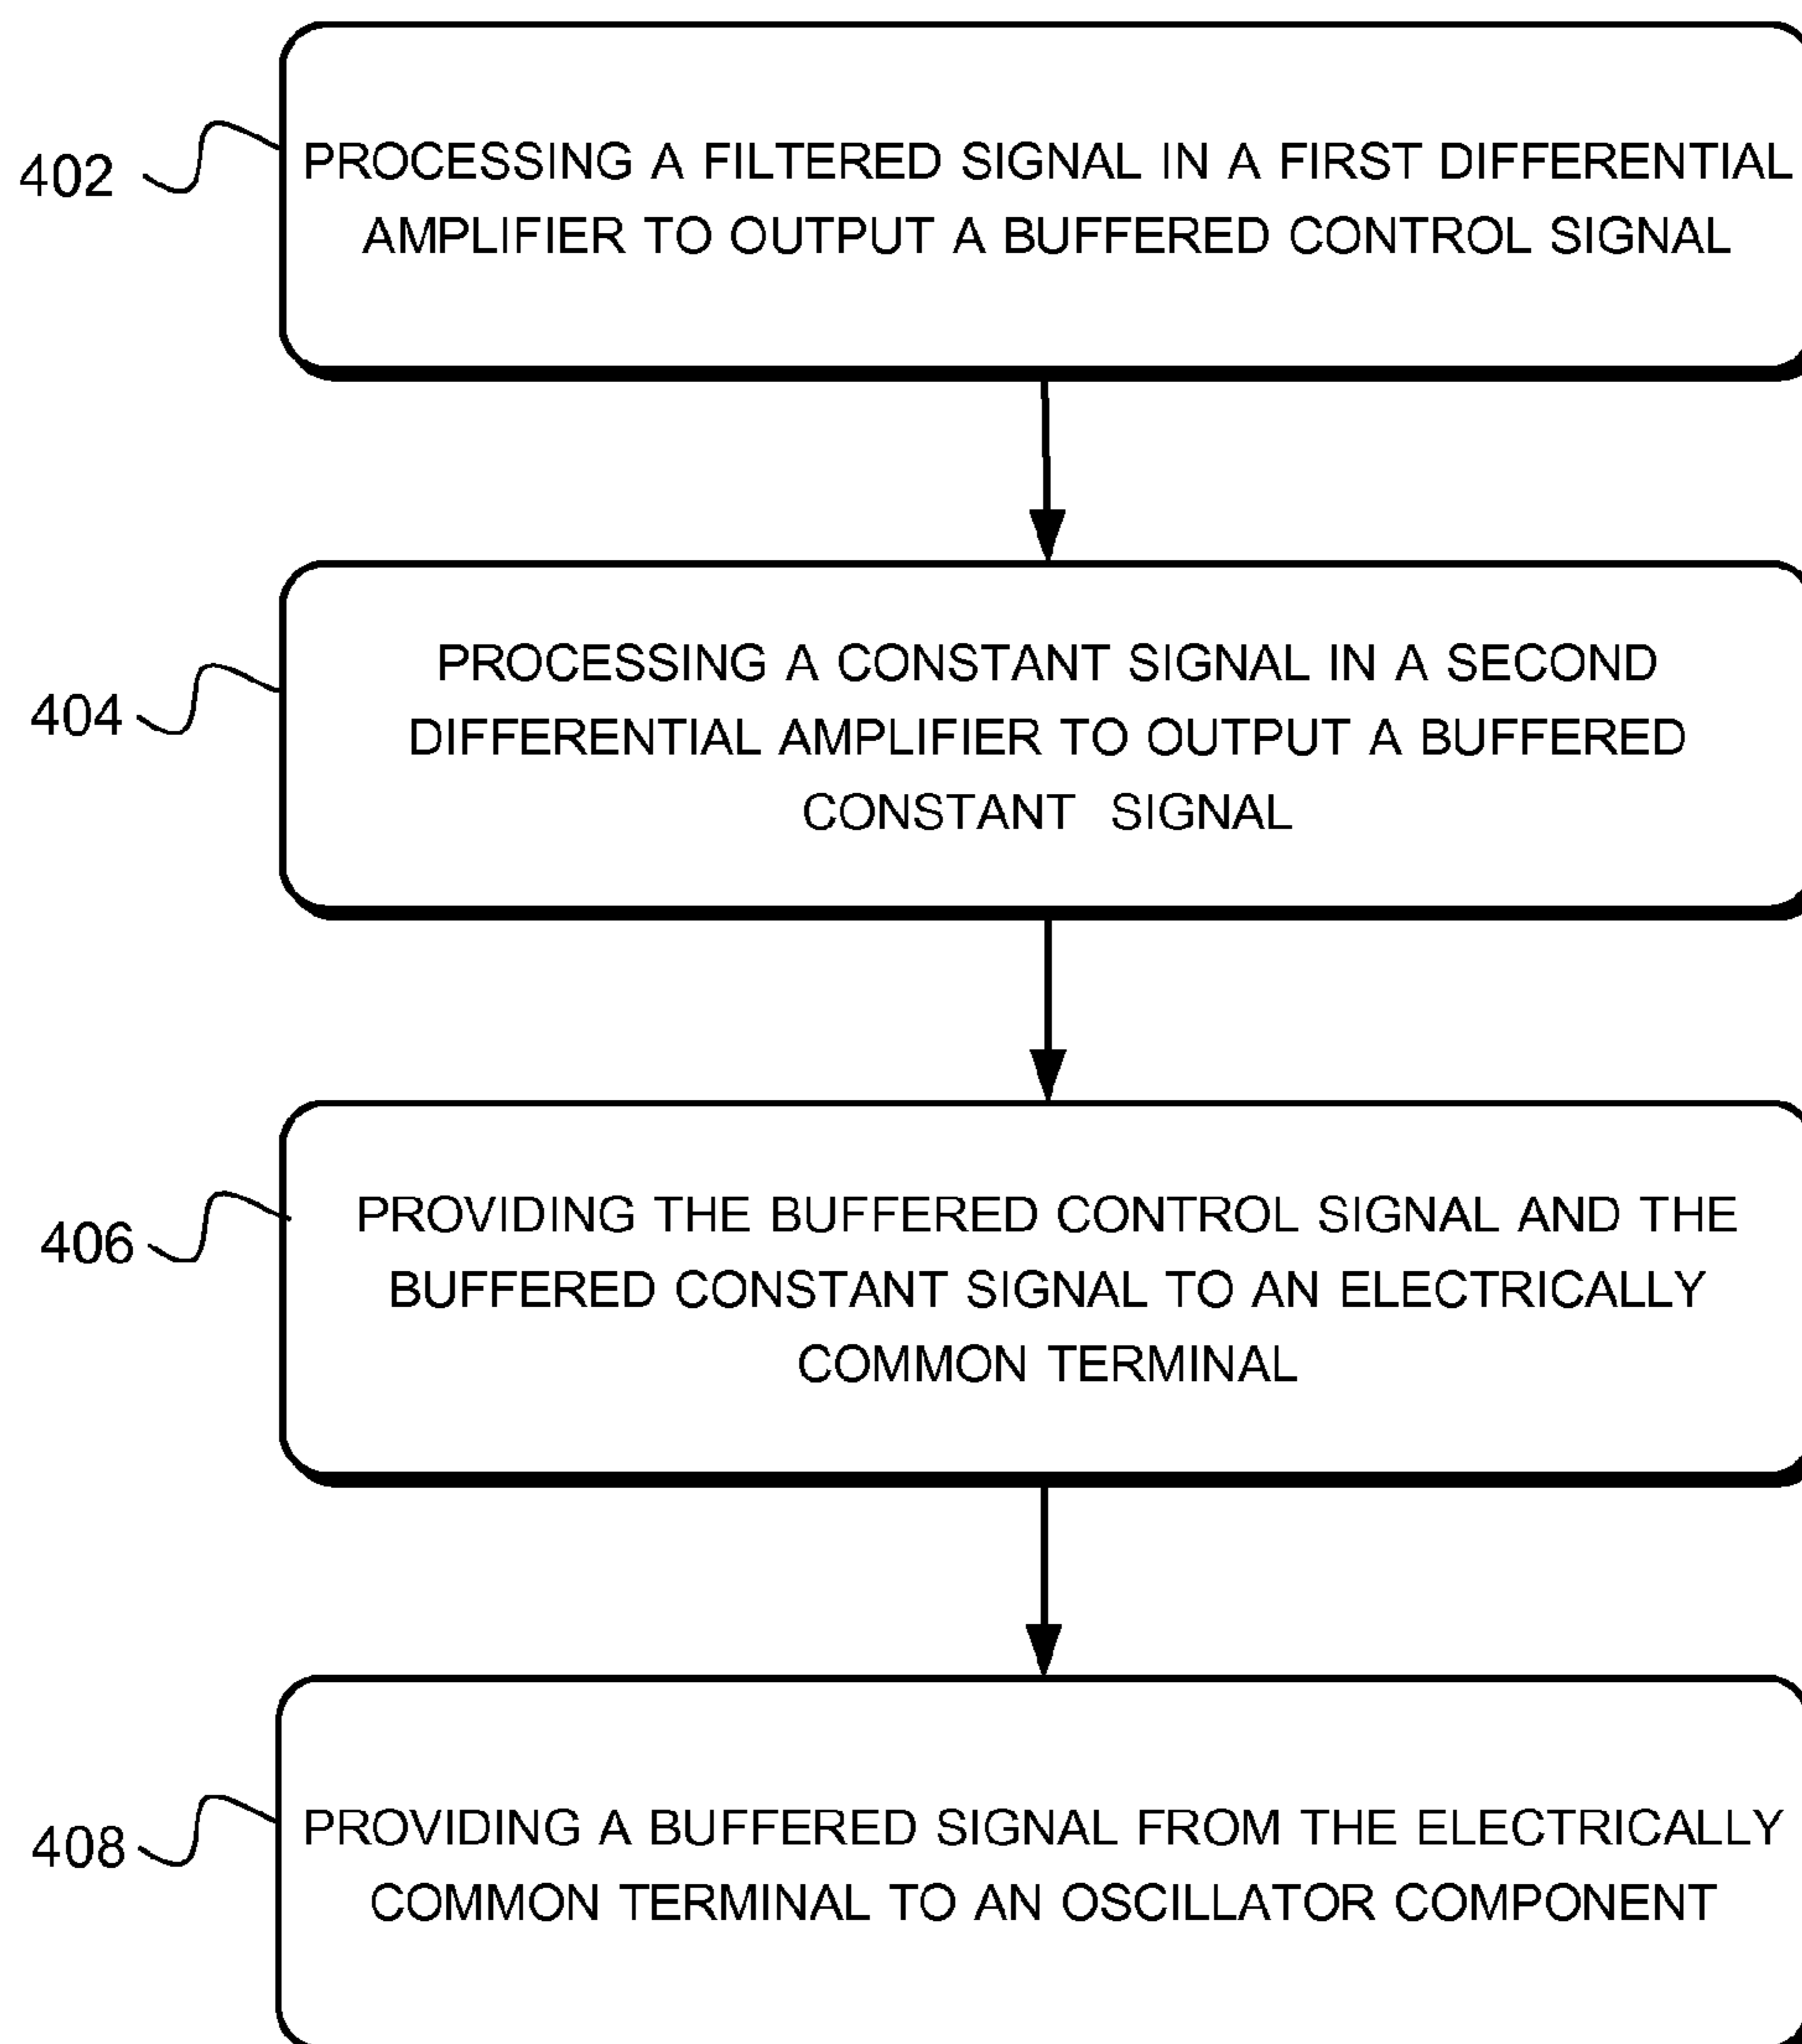 402
PROCESSING A FILTERED SIGNAL IN A FIRST DIFFERENTIAL
AMPLIFIER TO OUTPUT A BUFFERED CONTROL SIGNAL
404
PROCESSING A CONSTANT SIGNAL IN A SECOND
DIFFERENTIAL AMPLIFIER TO OUTPUT A BUFFERED
CONSTANT SIGNAL
406
PROVIDING THE BUFFERED CONTROL SIGNAL AND THE
BUFFERED CONSTANT SIGNAL TO AN ELECTRICALLY
COMMON TERMINAL
408
PROVIDING A BUFFERED SIGNAL FROM THE ELECTRICALLY
COMMON TERMINAL TO AN OSCILLATOR COMPONENT